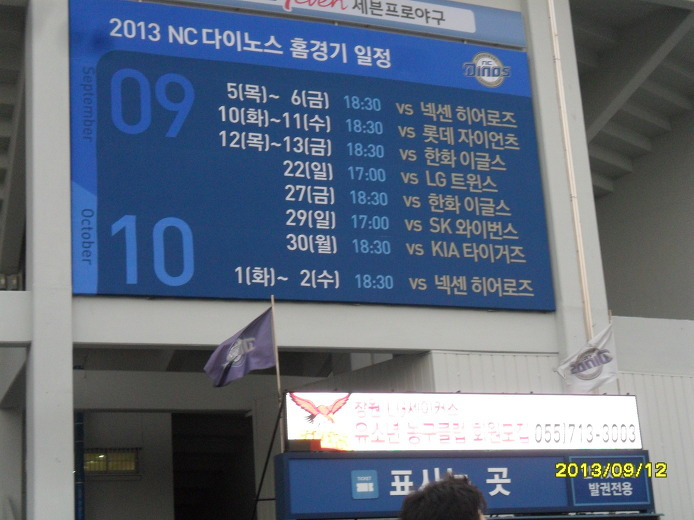 세븐프로야구
2013 NC 다이노스 홈경기 일정
Dinos
September
09
5(목)~ 6(금) 18:30 vs 넥센 히어로즈
10(화)~11(수) 18:30 vs 롯데 자이언츠
12(목)~13(금) 18:30 vs 한화 이글스
22(일) 17:00 vs LG 트윈스
27(금) 18:30 vs 한화 이글스
29(일) 17:00 vs SK 와이번스
30(월) 18:30 vs KIA 타이거즈
October
10
1(화)~ 2(수) 18:30 vs 넥센 히어로즈
창원 LG세이커스
유소년 농구클럽 회원모집 055)713-3003
표 곳
발권전용
2013/09/12